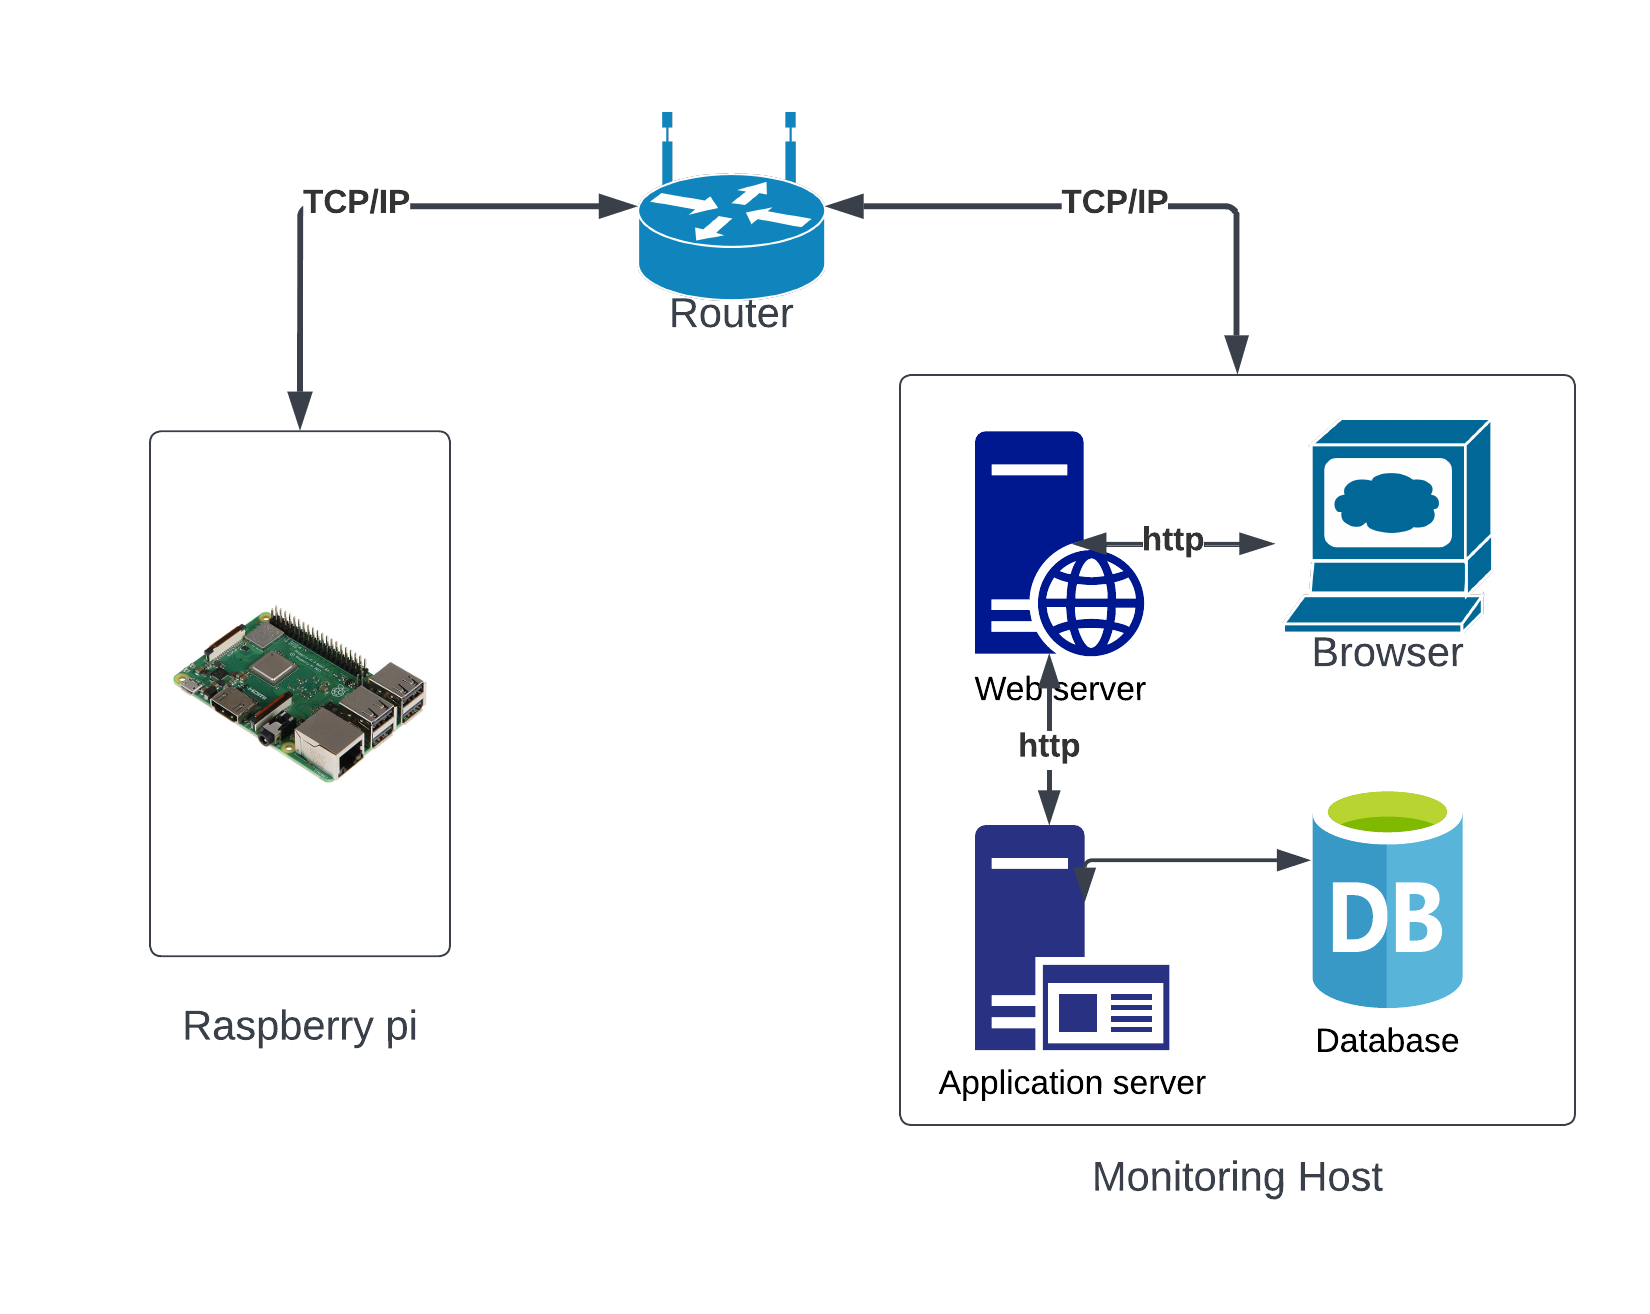 TCP/IP
TCP/IP
Router
http
Browser
Web server
http
DB
Database
Raspberry pi
Application server
Monitoring Host